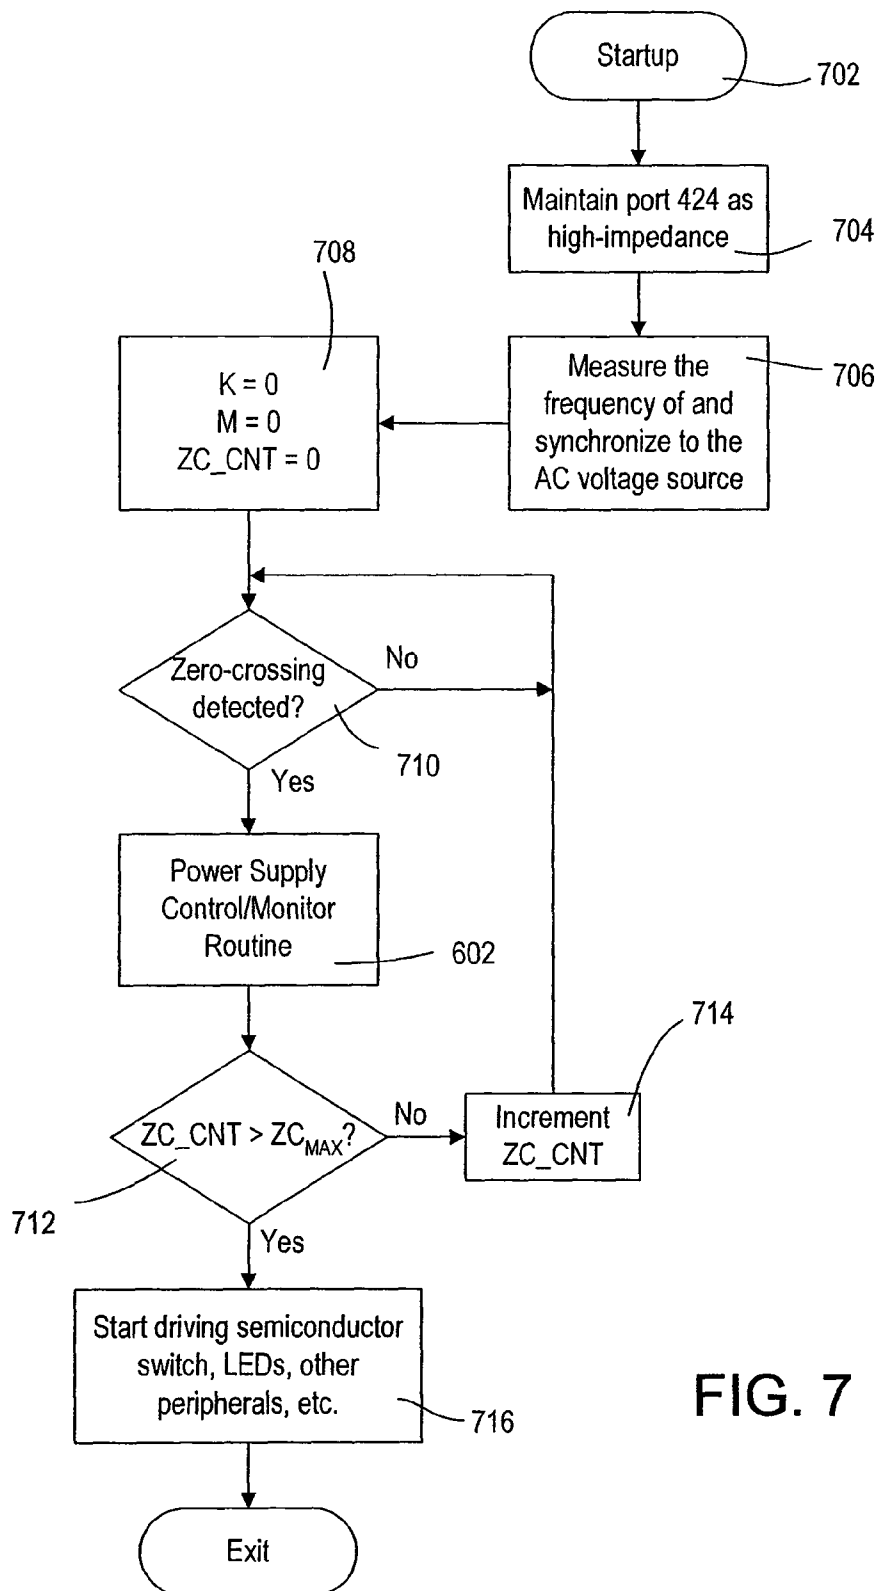 Startup
702
Maintain port 424 as
high-impedance
704
708
K = 0
M = 0
ZC_CNT = 0
Measure the
frequency of and
synchronize to the
AC voltage source
706
Zero-crossing
detected?
No
710
Yes
Power Supply
Control/Monitor
Routine
602
714
ZC_CNT > ZCMAX?
No
Increment
ZC_CNT
712
Yes
Start driving semiconductor
switch, LEDs, other
peripherals, etc.
716
FIG. 7
Exit